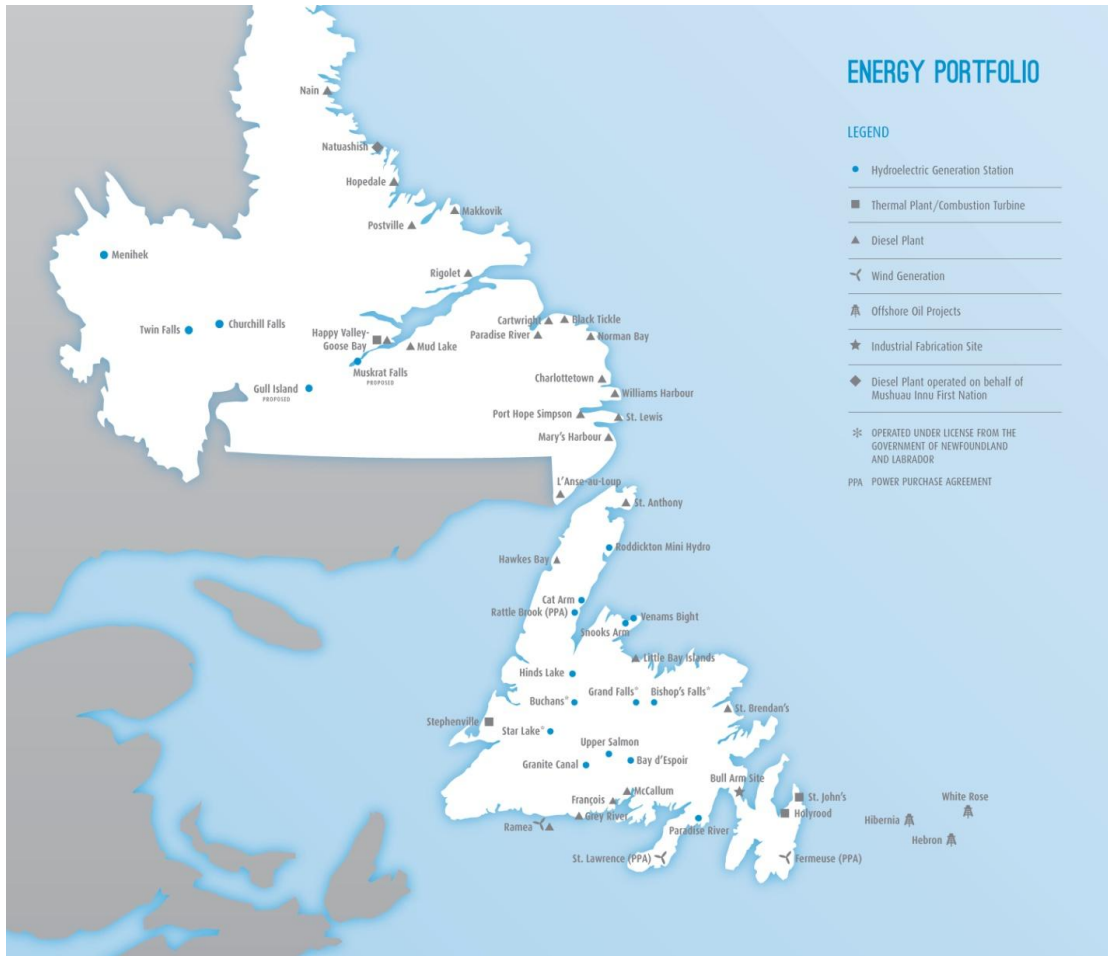 ENERGY PORTFOLIO
LEGEND
Hydroelectric Generation Station
Thermal Plant/Combustion Turbine
Diesel Plant
Wind Generation
Offshore Oil Projects
Industrial Fabrication Site
Diesel Plant operated on behalf of
Mushuau Innu First Nation
* OPERATED UNDER LICENSE FROM THE
GOVERNMENT OF NEWFOUNDLAND
AND LABRADOR
PPA POWER PURCHASE AGREEMENT
Nain
Natuashish
Hopedale
Makkovik
Postville
Menihek
Rigolet
Twin Falls
Churchill Falls
Happy Valley-
Goose Bay
Mud Lake
Muskrat Falls
PROPOSED
Gull Island
PROPOSED
Cartwright
Black Tickle
Paradise River
Norman Bay
Charlottetown
Williams Harbour
Port Hope Simpson
St. Lewis
Mary's Harbour
L'Anse-au-Loup
St. Anthony
Roddickton Mini Hydro
Hawkes Bay
Cat Arm
Rattle Brook (PPA)
Venams Bight
Snooks Arm
Little Bay Islands
Hinds Lake
Buchans*
Grand Falls*
Bishop's Falls*
St. Brendan's
Stephenville
Star Lake*
Upper Salmon
Granite Canal
Bay d'Espoir
Bull Arm Site
McCallum
François
Grey River
Ramea
Paradise River
St. John's
Holyrood
White Rose
Hibernia
Hebron
St. Lawrence (PPA)
Fermeuse (PPA)